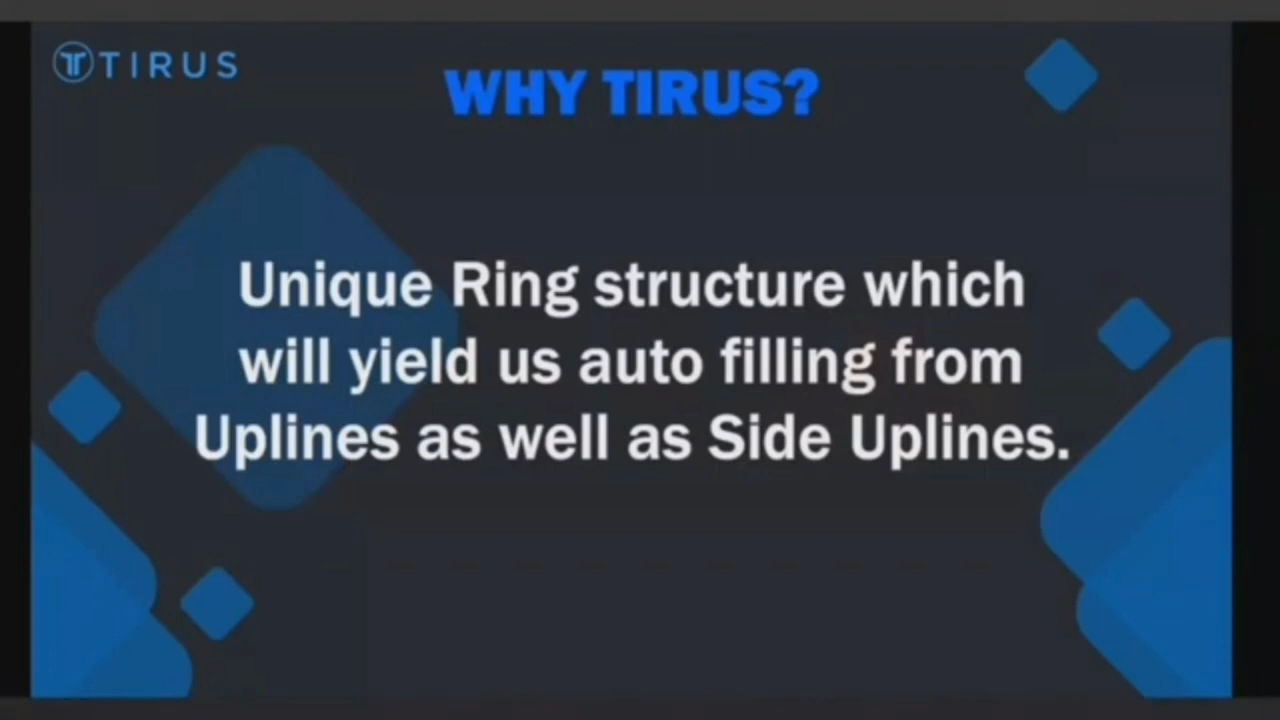 TIRUS
WHY TIRUS?
Unique Ring structure which
will yield us auto filling from
Uplines as well as Side Uplines.